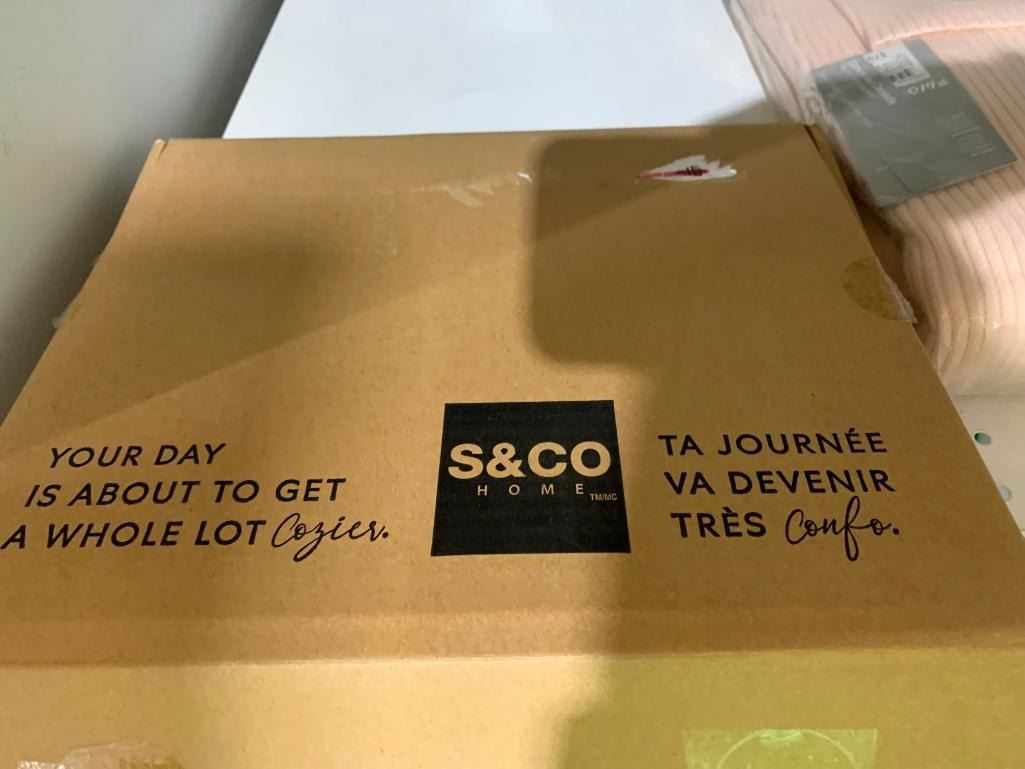 YOUR DAY
IS ABOUT TO GET
A WHOLE LOT Cozier.
S&CO
HOME TM/MC
TA JOURNÉE
VA DEVENIR
TRÈS Confo.